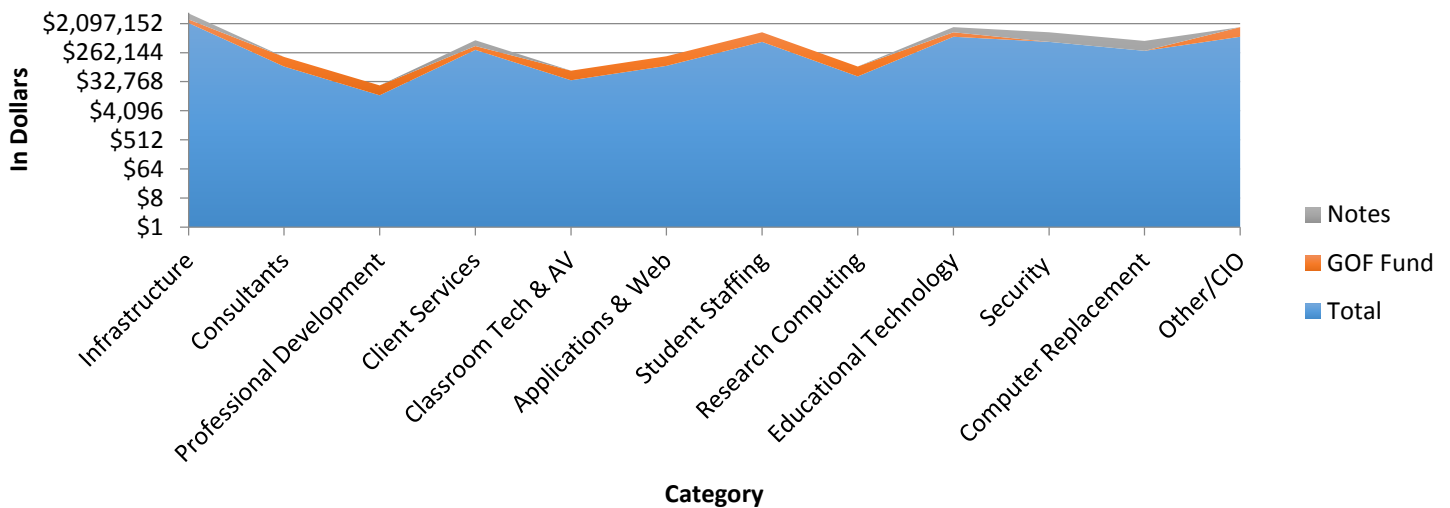 In Dollars
$2,097,152
$262,144
$32,768
$4,096
$512
$64
$8
$1
Infrastructure
Consultants
Professional Development
Client Services
Classroom Tech & AV
Applications & Web
Student Staffing
Research Computing
Educational Technology
Security
Computer Replacement
Other/CIO
Category
Notes
GOF Fund
Total